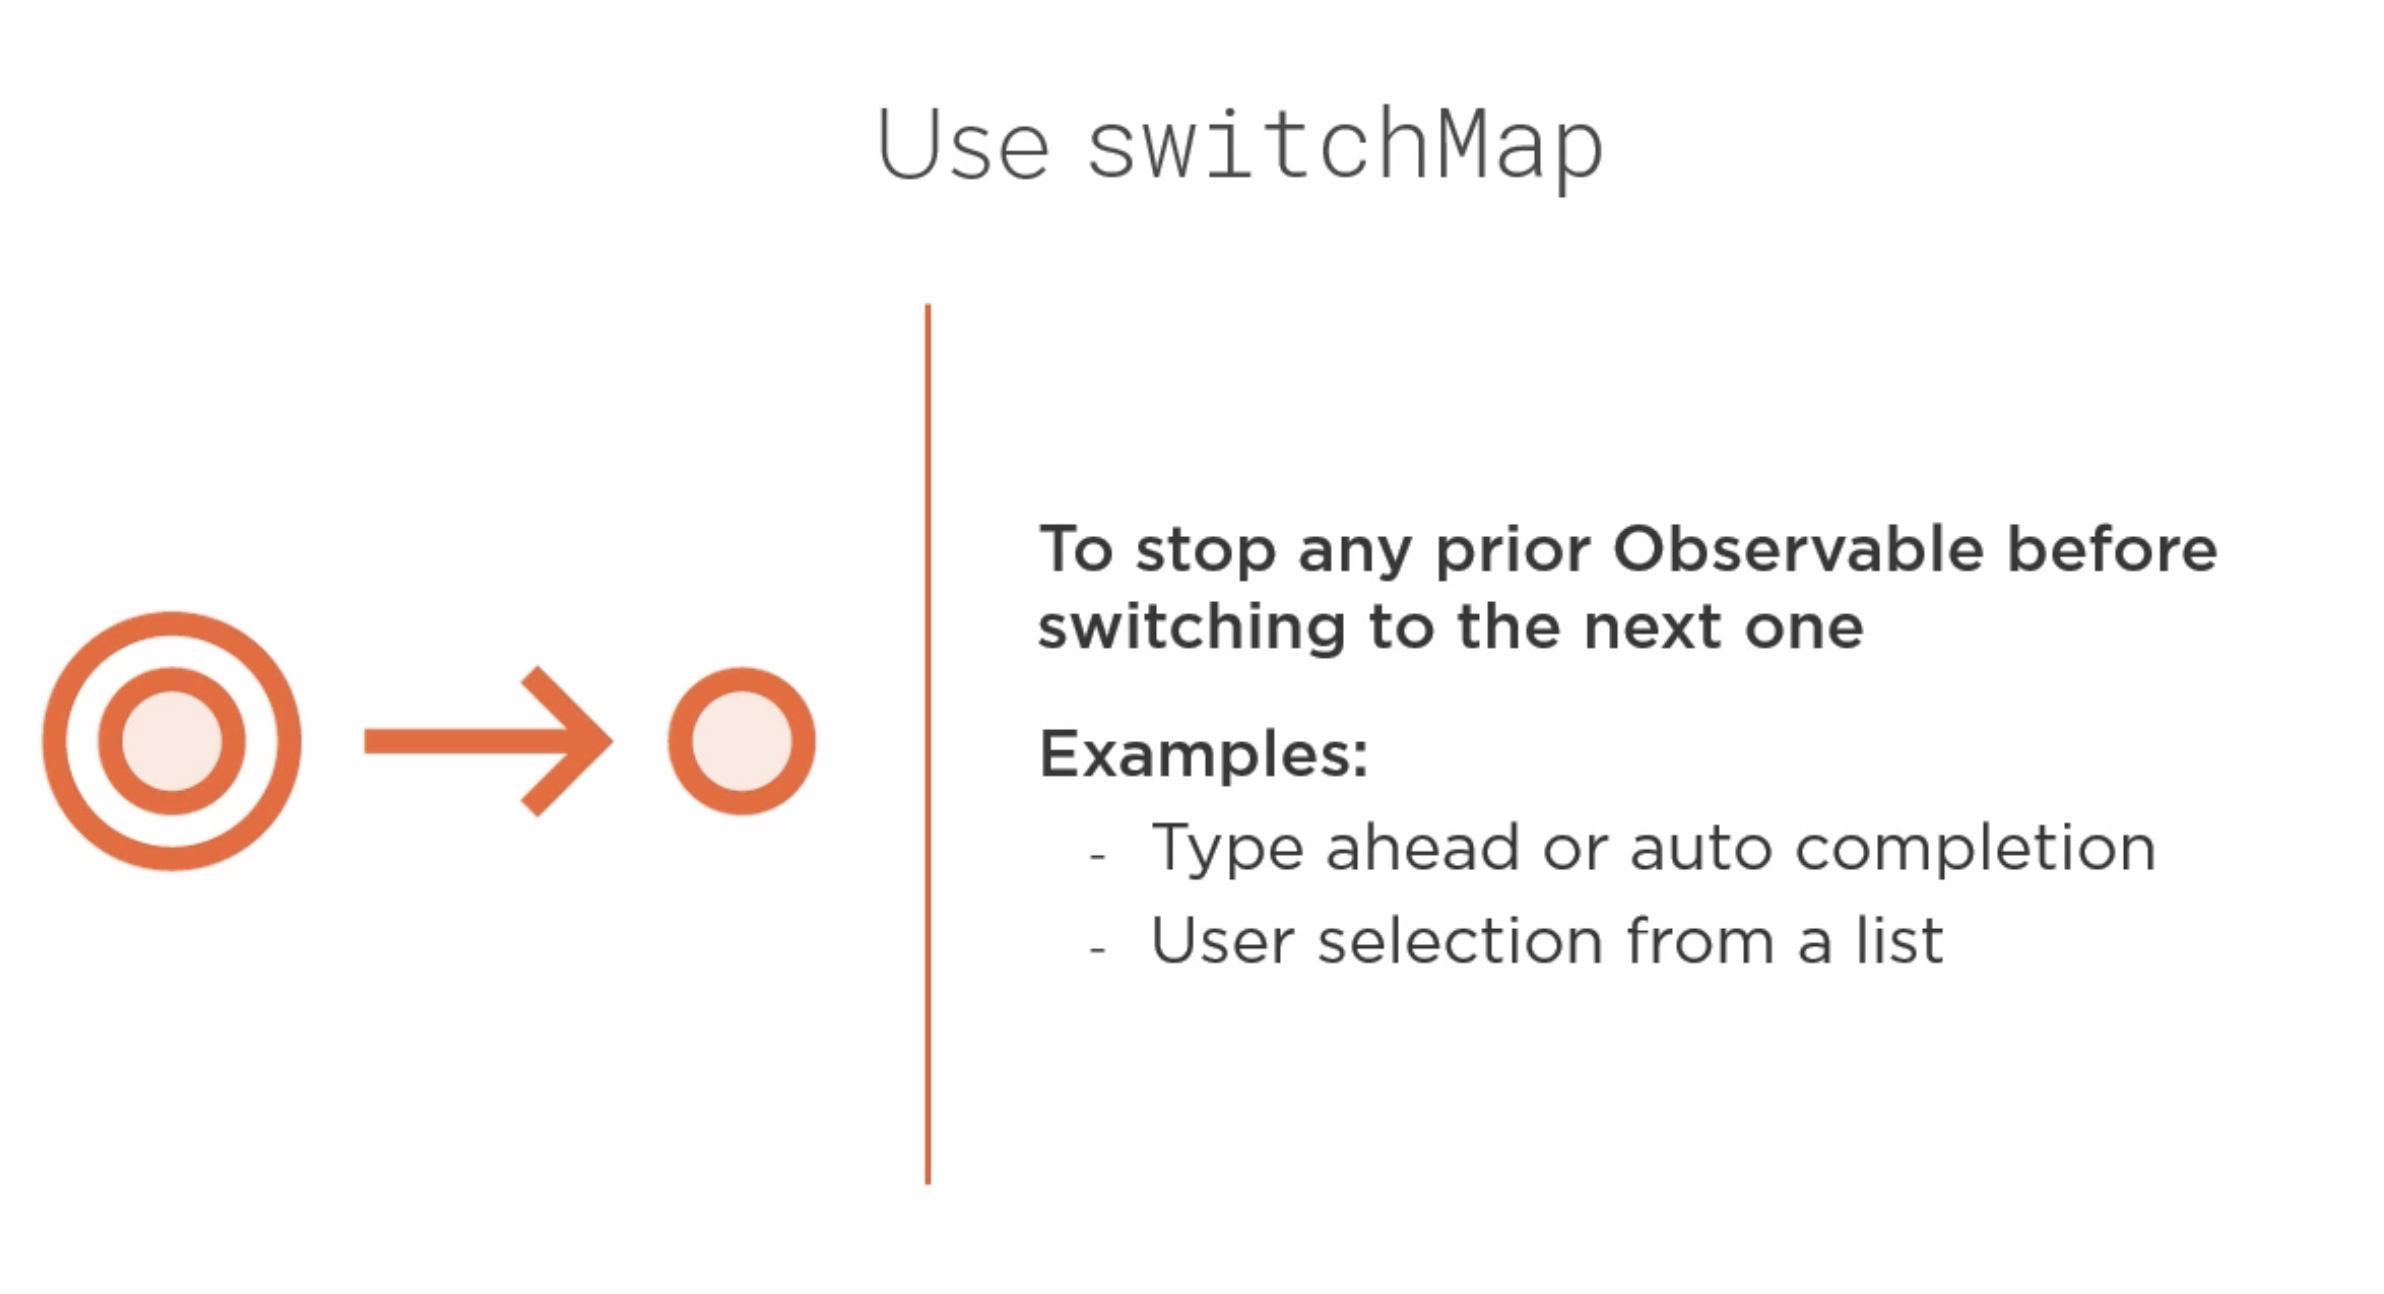 Use switchMap
To stop any prior Observable before
switching to the next one
Examples:
- Type ahead or auto completion
- User selection from a list